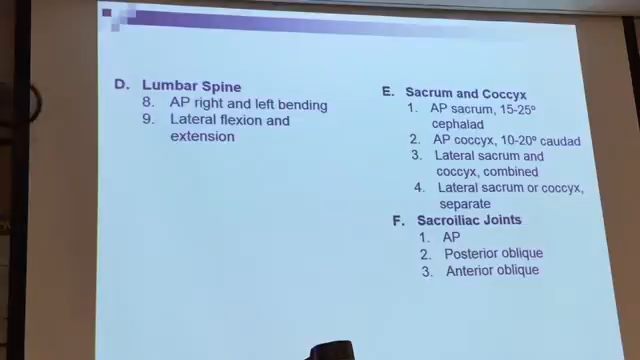 D. Lumbar Spine
8. AP right and left bending
9. Lateral flexion and
extension
E. Sacrum and Coccyx
1. AP sacrum, 15-25º
cephalad
2. AP coccyx, 10-20º caudad
3. Lateral sacrum and
coccyx, combined
4. Lateral sacrum or coccyx,
separate
F. Sacroiliac Joints
1. AP
2. Posterior oblique
3. Anterior oblique